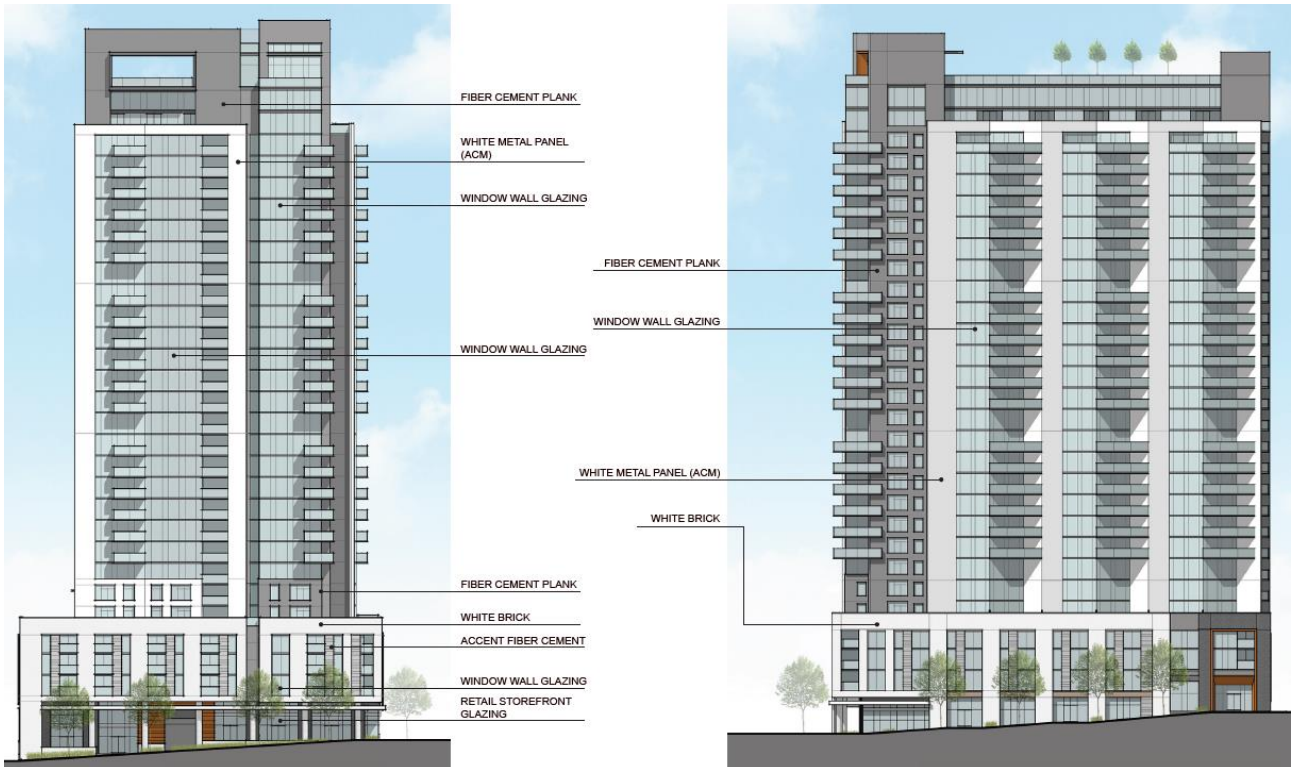 FIBER CEMENT PLANK
WHITE METAL PANEL
(ACM)
WINDOW WALL GLAZING
WINDOW WALL GLAZING
FIBER CEMENT PLANK
WHITE BRICK
ACCENT FIBER CEMENT
WINDOW WALL GLAZING
RETAIL STOREFRONT
GLAZING
FIBER CEMENT PLANK
WINDOW WALL GLAZING
WHITE METAL PANEL (ACM)
WHITE BRICK